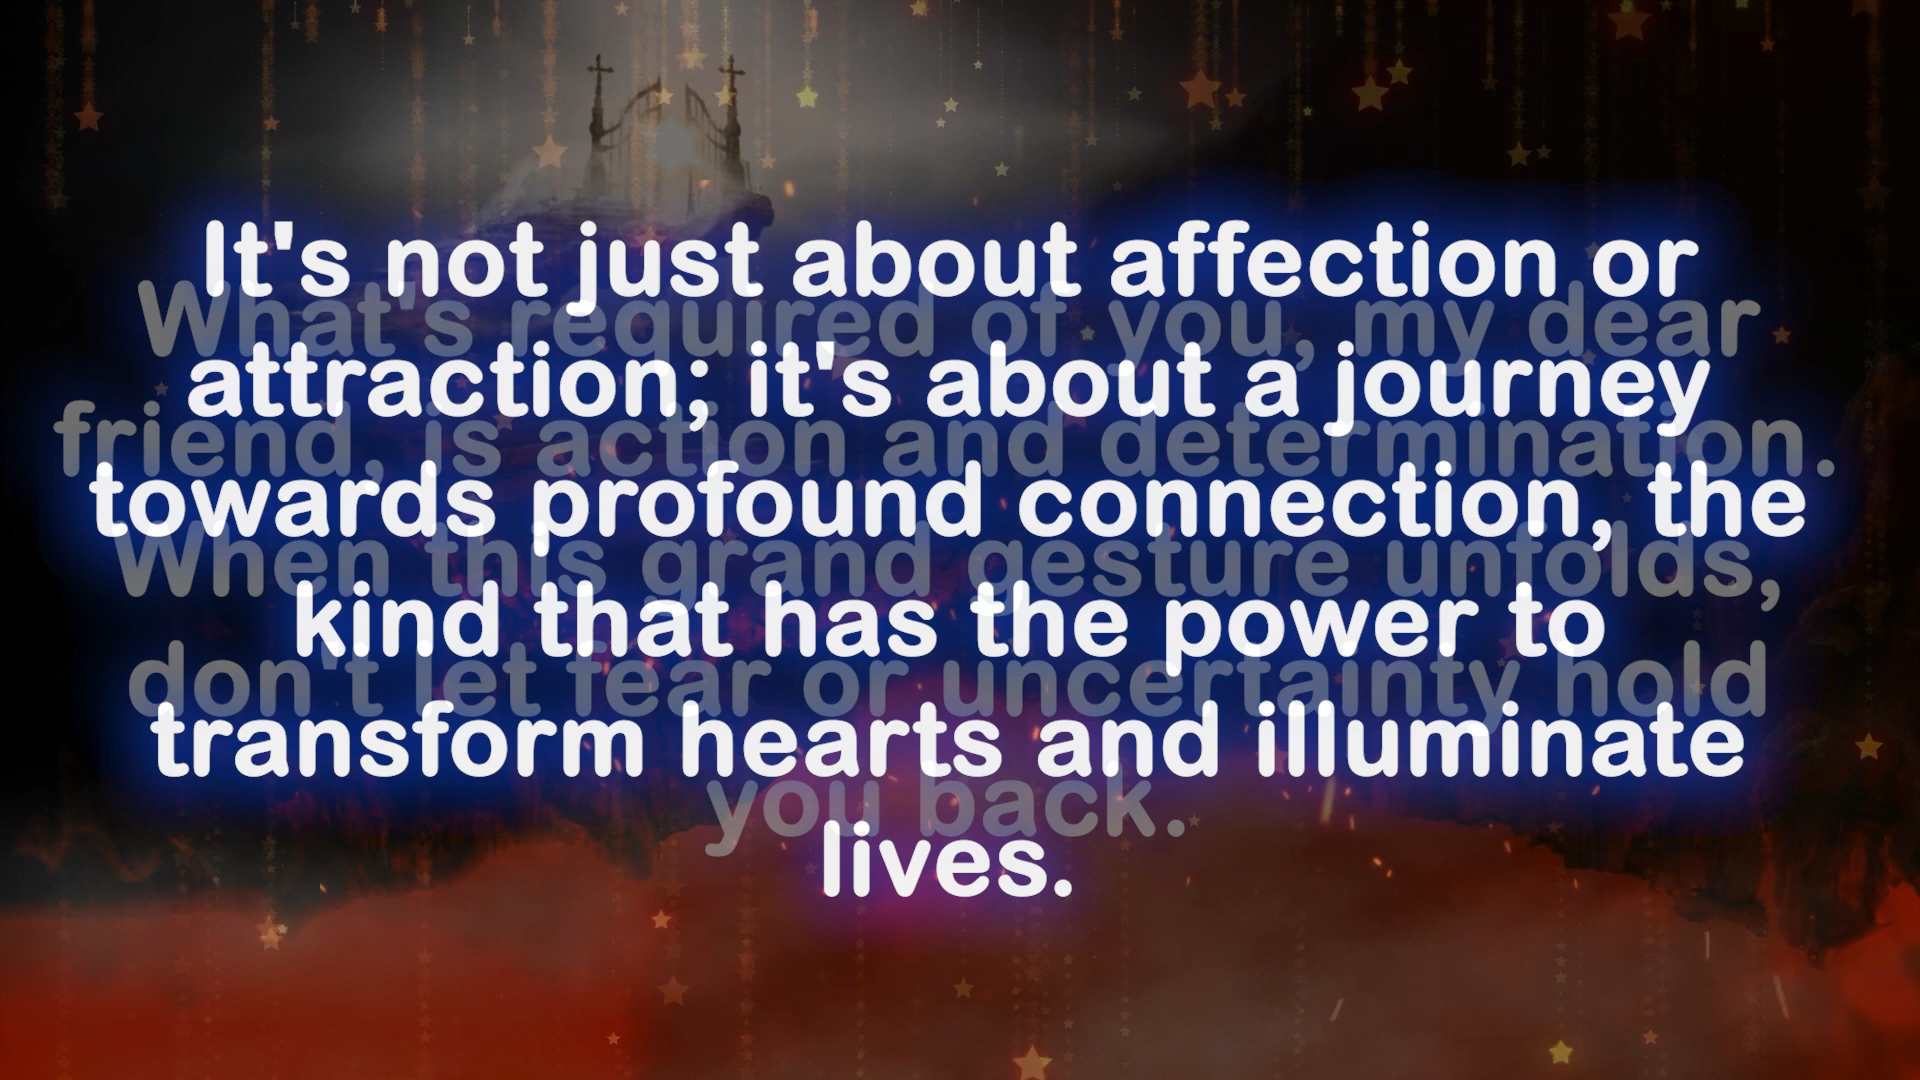 It's not just about affection or
attraction; it's about a journey
towards profound connection, the
kind that has the power to
transform hearts and illuminate
lives.
What's required of you, my dear
friend, is action and determination.
When this grand gesture unfolds,
don't let fear or uncertainty hold
you back.